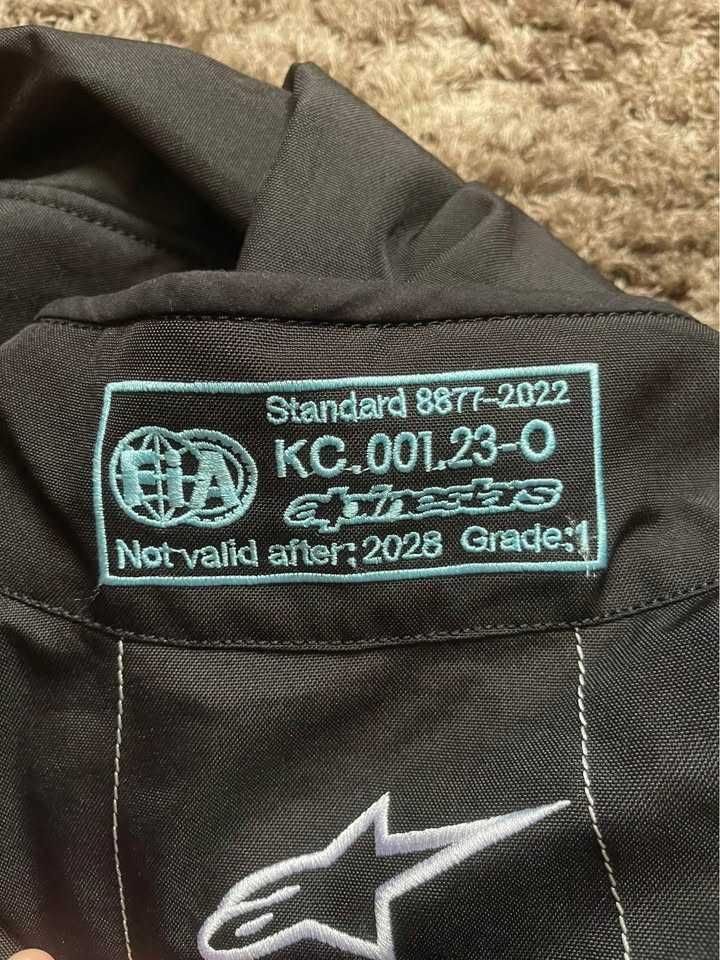 Standard 8877-2022
KC.001.23-O
FiA
alpinestars
Not valid after: 2028 Grade:1